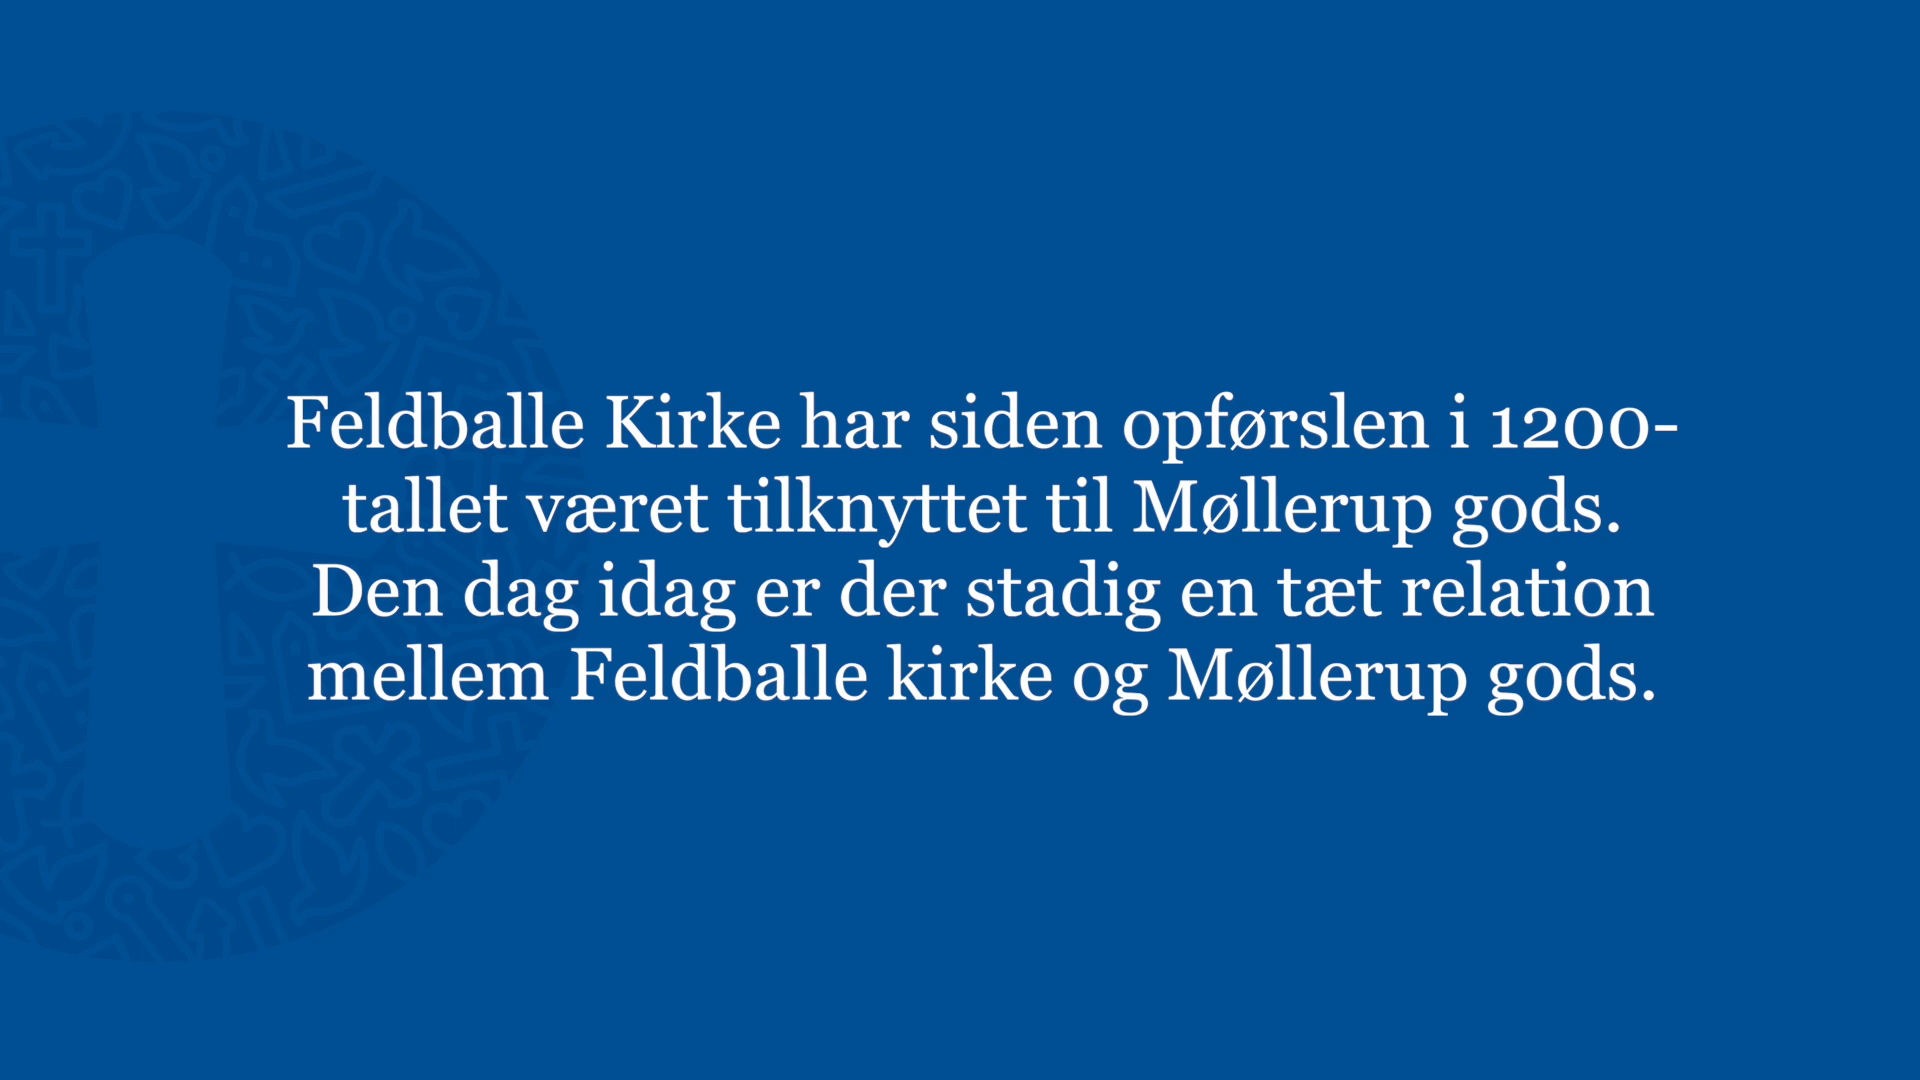 Feldballe Kirke har siden opførslen i 1200-
tallet været tilknyttet til Møllerup gods.
Den dag idag er der stadig en tæt relation
mellem Feldballe kirke og Møllerup gods.